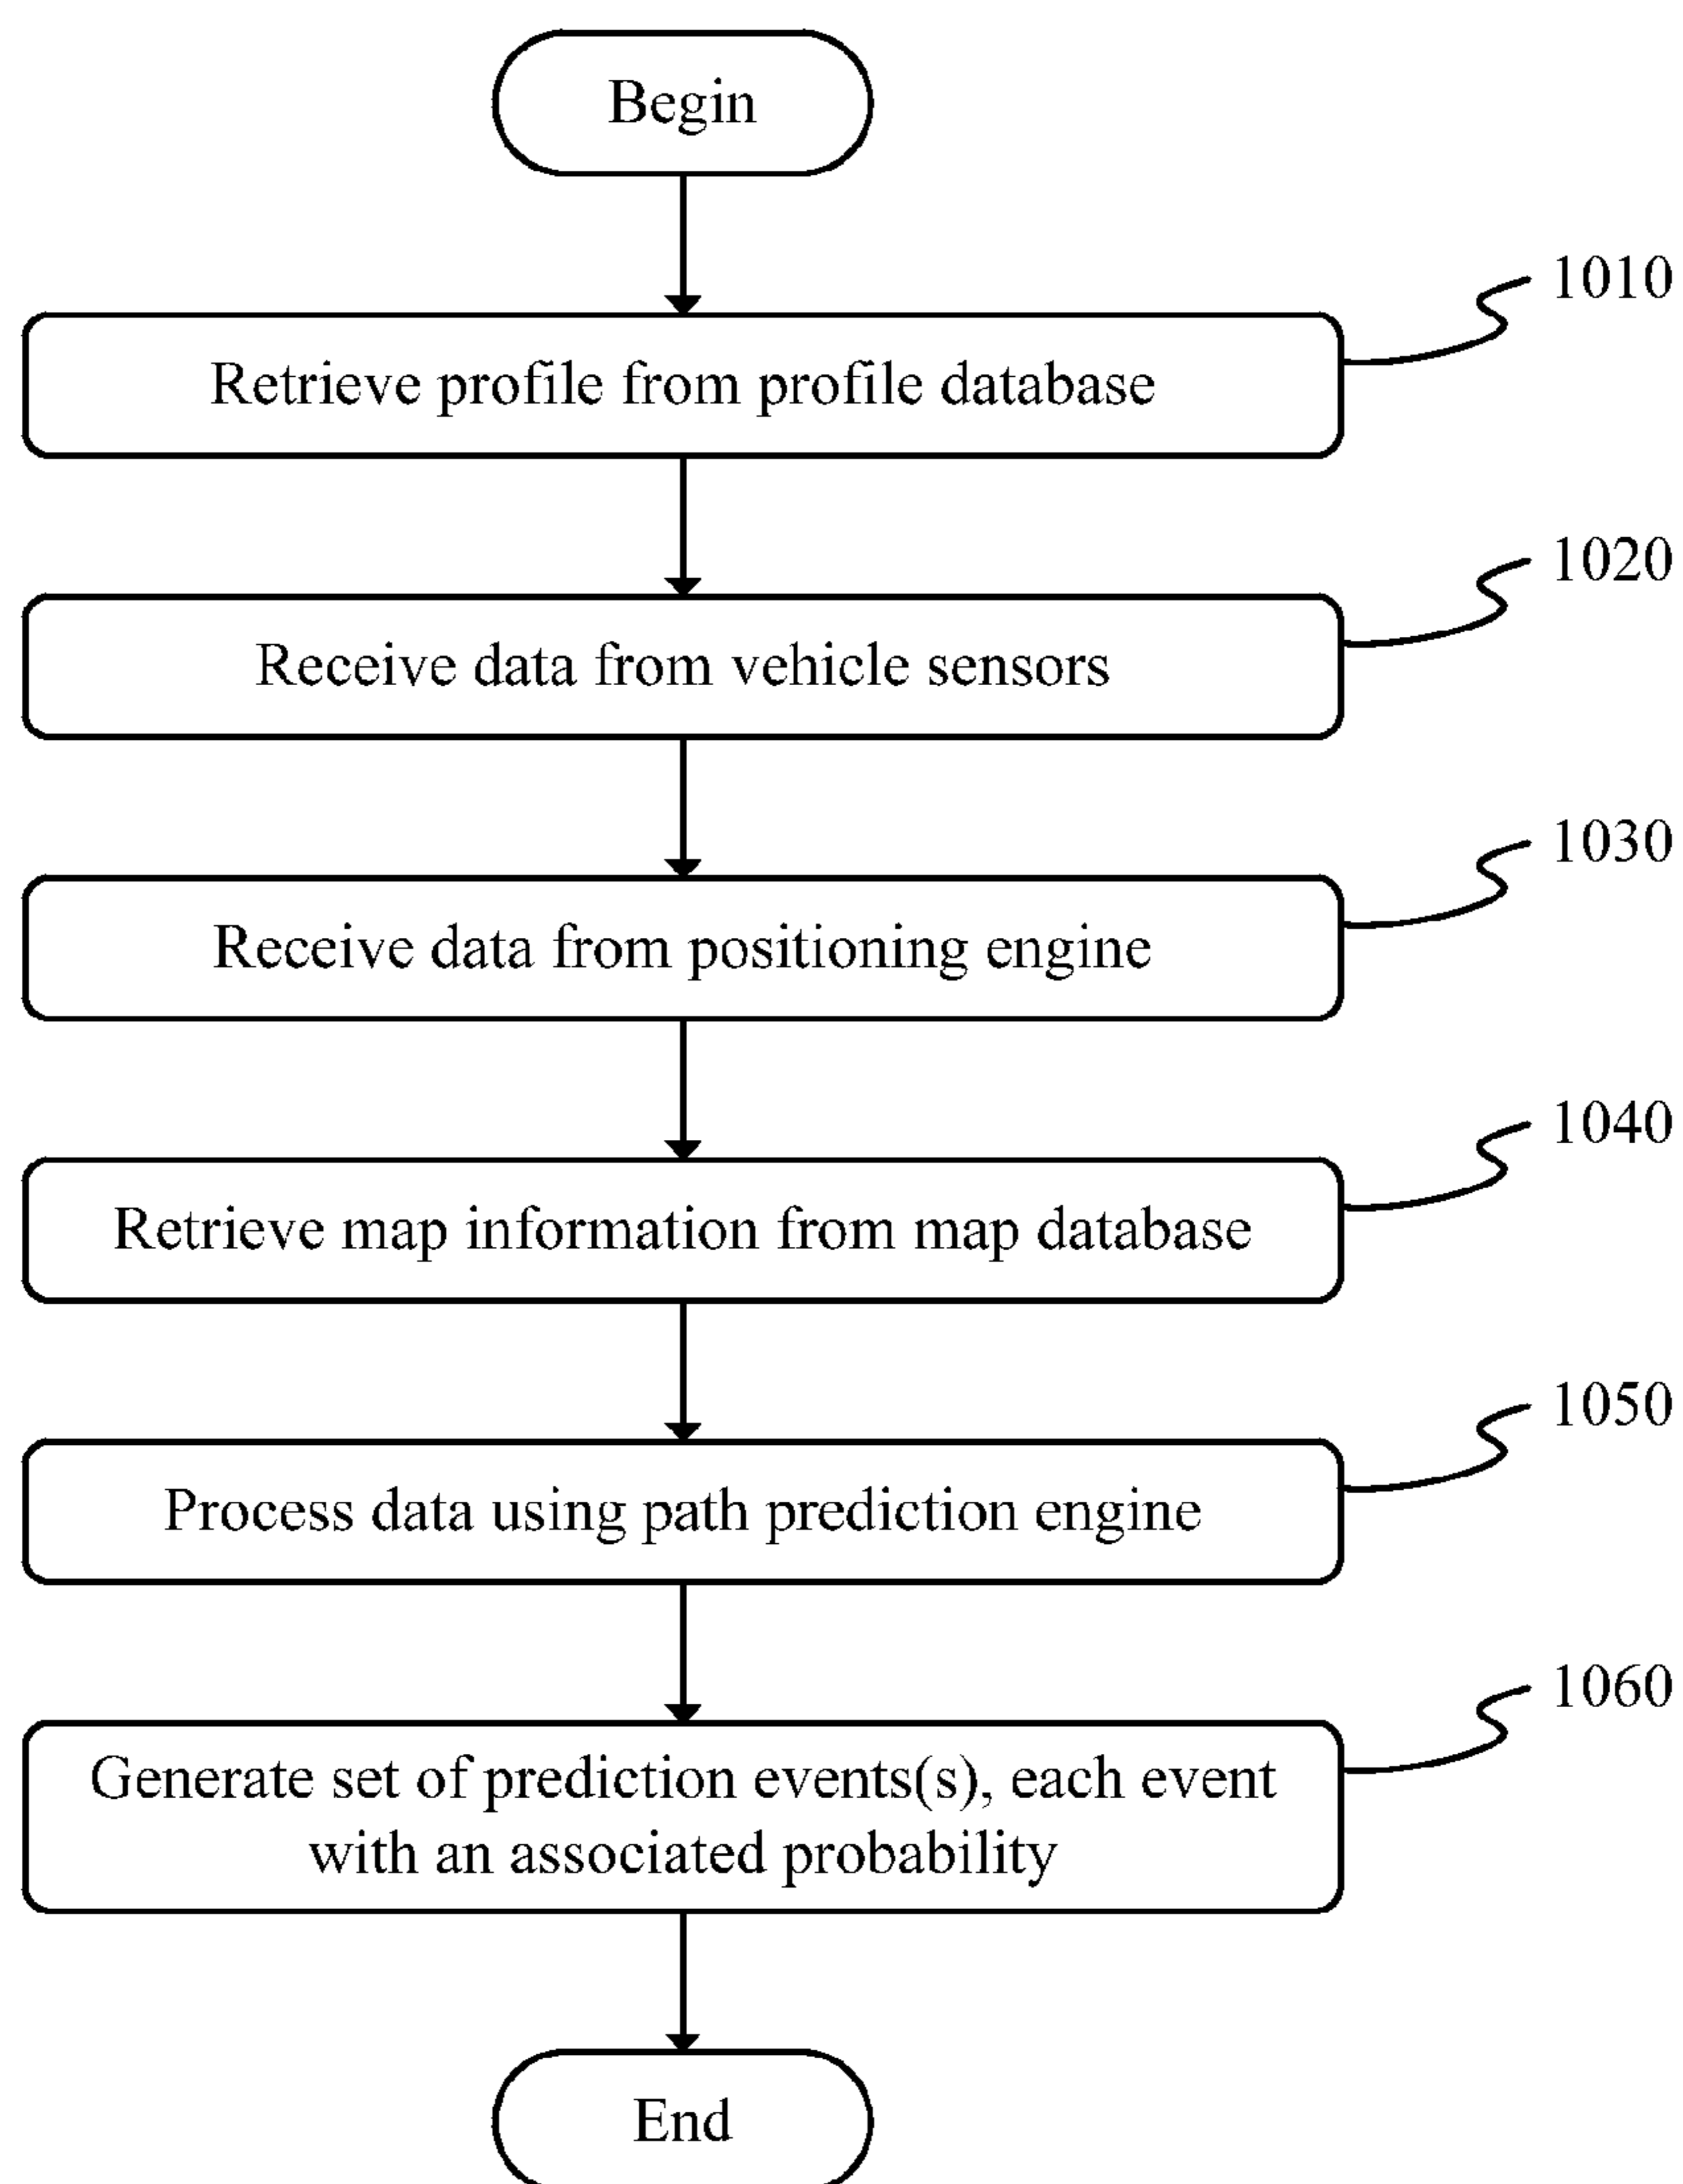 Begin
1010
Retrieve profile from profile database
1020
Receive data from vehicle sensors
1030
Receive data from positioning engine
1040
Retrieve map information from map database
1050
Process data using path prediction engine
1060
Generate set of prediction events(s), each event
with an associated probability
End